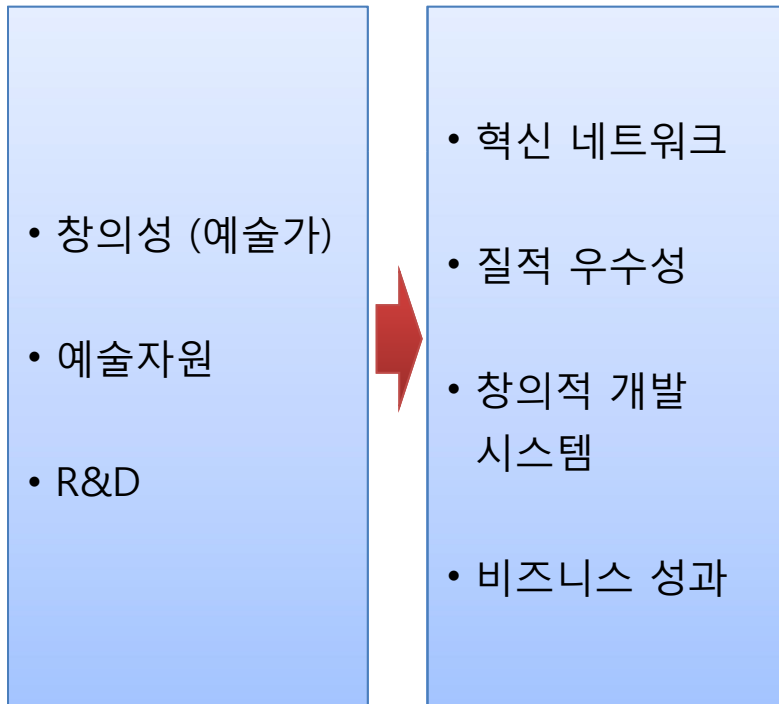 • 창의성 (예술가)
• 예술자원
• R&D
• 혁신 네트워크
• 질적 우수성
• 창의적 개발
시스템
• 비즈니스 성과